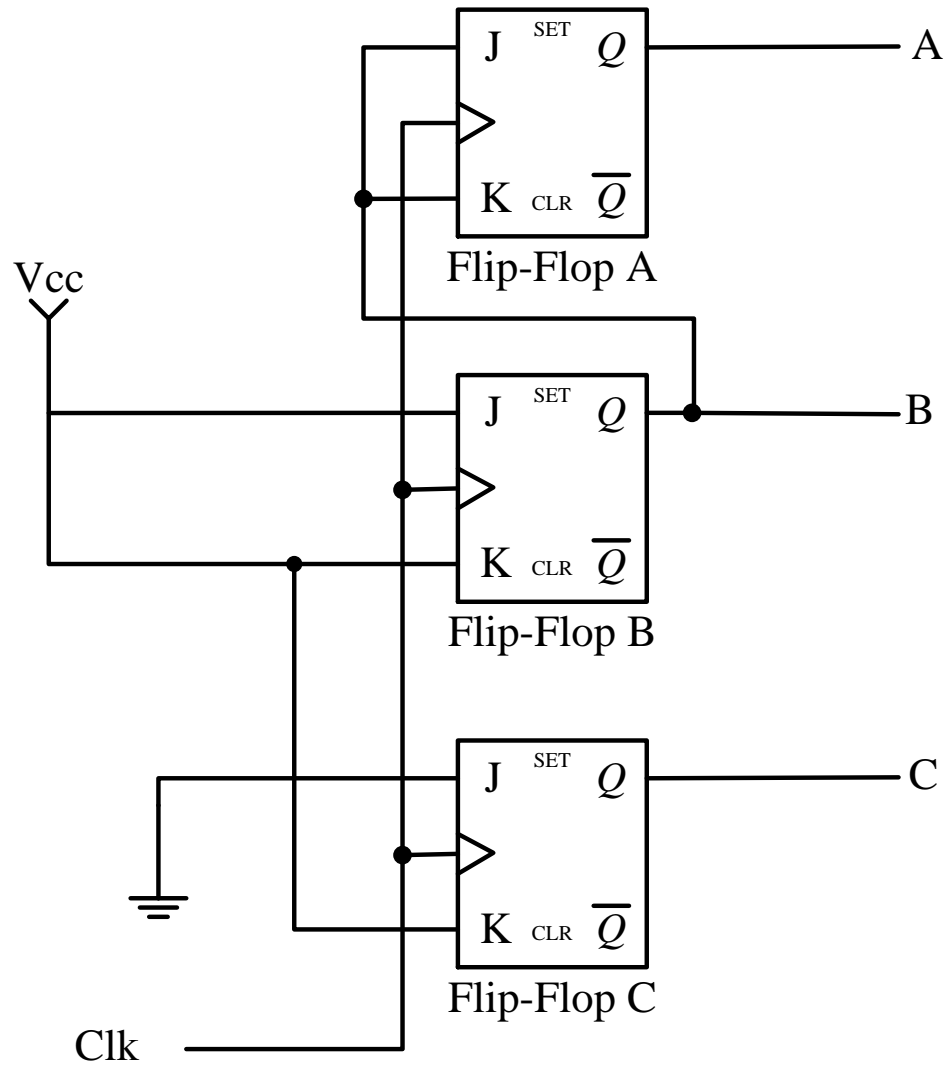 J SET Q A
K CLR Q̅
Flip-Flop A
Vcc
J SET Q B
K CLR Q̅
Flip-Flop B
J SET Q C
K CLR Q̅
Flip-Flop C
Clk